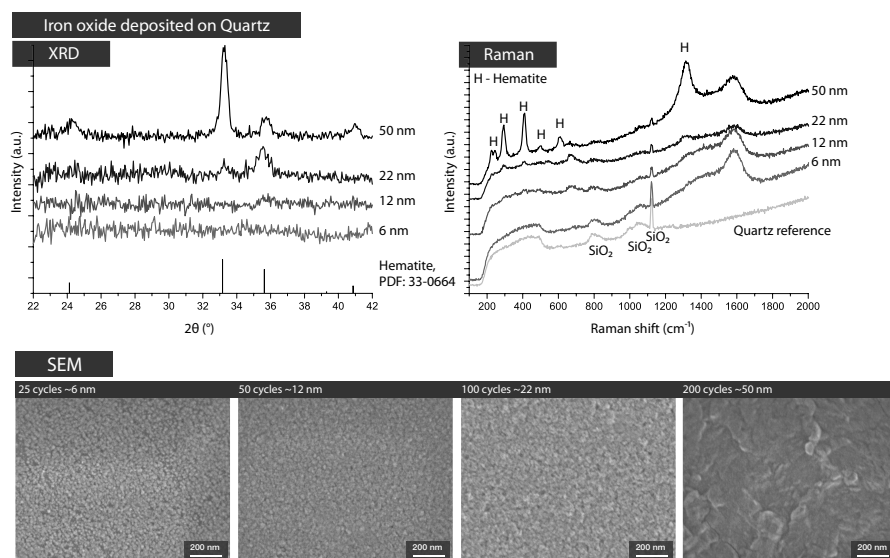 Iron oxide deposited on Quartz
XRD
Intensity (a.u.)
50 nm
22 nm
12 nm
6 nm
Hematite,
PDF: 33-0664
22 24 26 28 30 32 34 36 38 40 42
2θ (°)
Raman
H - Hematite
H
H
H
H
H
H
50 nm
22 nm
12 nm
6 nm
Quartz reference
SiO₂
SiO₂
SiO₂
Intensity (a.u.)
200 400 600 800 1000 1200 1400 1600 1800 2000
Raman shift (cm⁻¹)
SEM
25 cycles ~6 nm
50 cycles ~12 nm
100 cycles ~22 nm
200 cycles ~50 nm
200 nm
200 nm
200 nm
200 nm